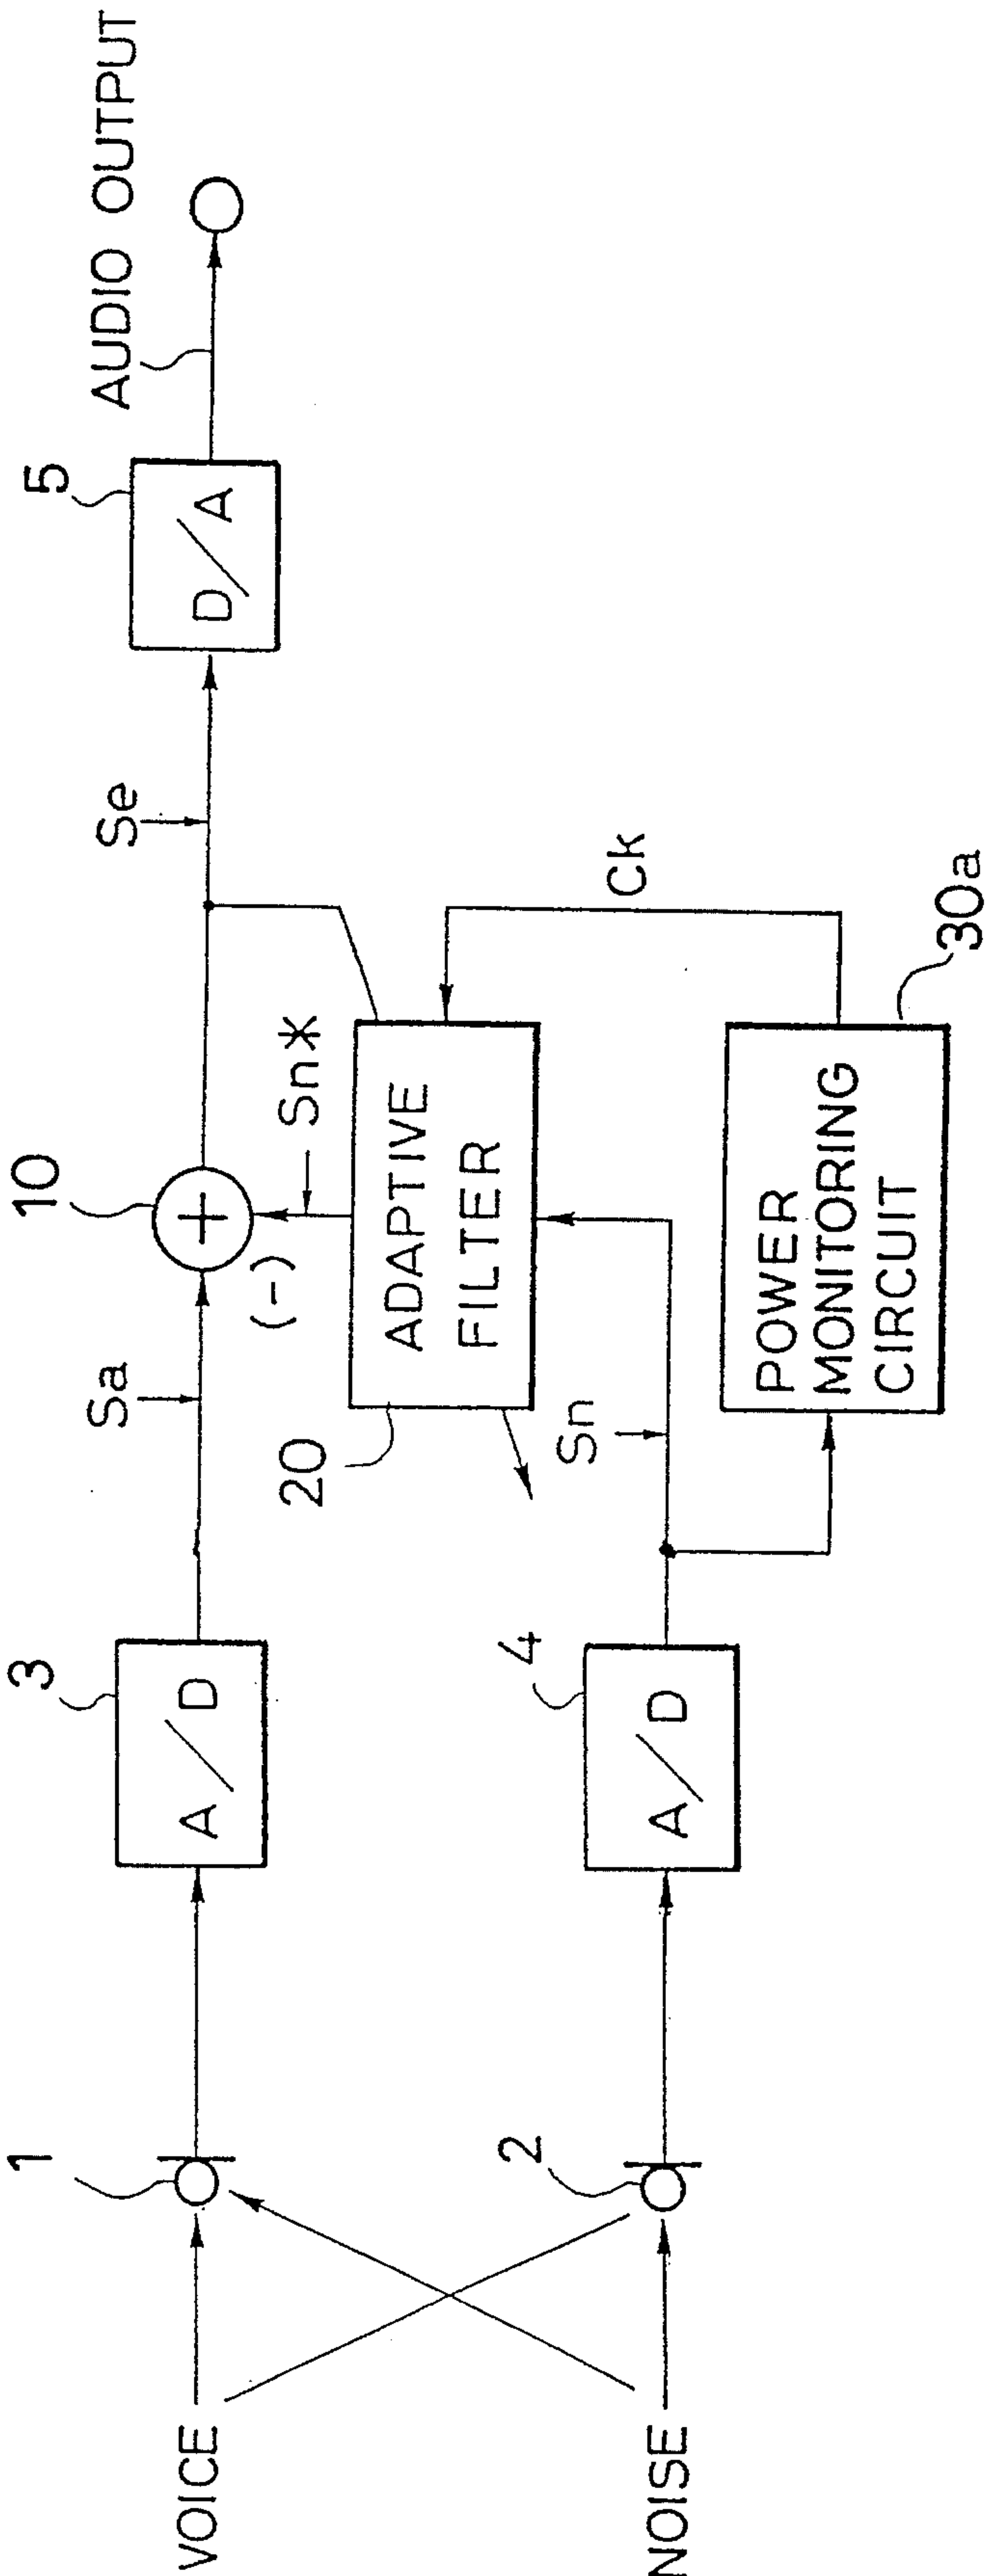 VOICE
NOISE
1
2
3
A/D
4
A/D
Sa
10
+
(-)
Sn*
20
ADAPTIVE
FILTER
Sn
Se
Ck
POWER
MONITORING
CIRCUIT
30a
5
D/A
AUDIO OUTPUT